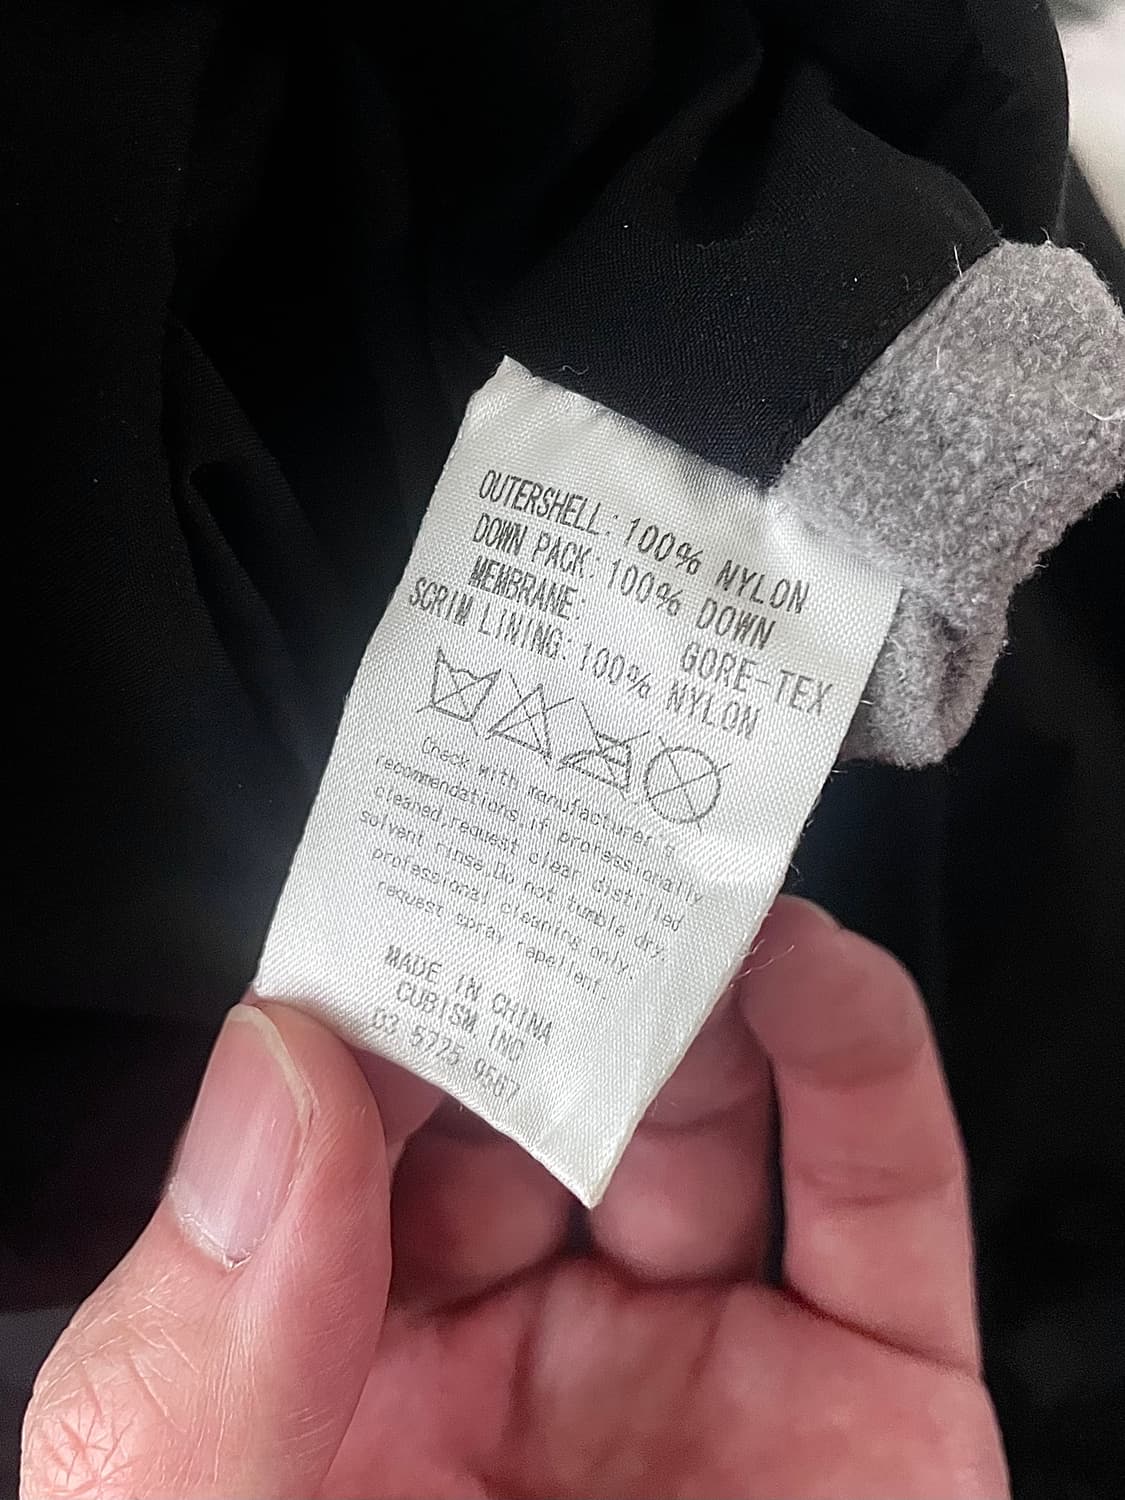 OUTERSHELL: 100% NYLON
DOWN PACK: 100% DOWN
MEMBRANE: GORE-TEX
SCRIM LINING: 100% NYLON
Check with manufacturer's
recommendations.if professionally
cleaned,request clear distilled
solvent rinse.Do not tumble dry.
professional cleaning only.
request spray repellent.
MADE IN CHINA
CUBISM INC
03 5725 9567